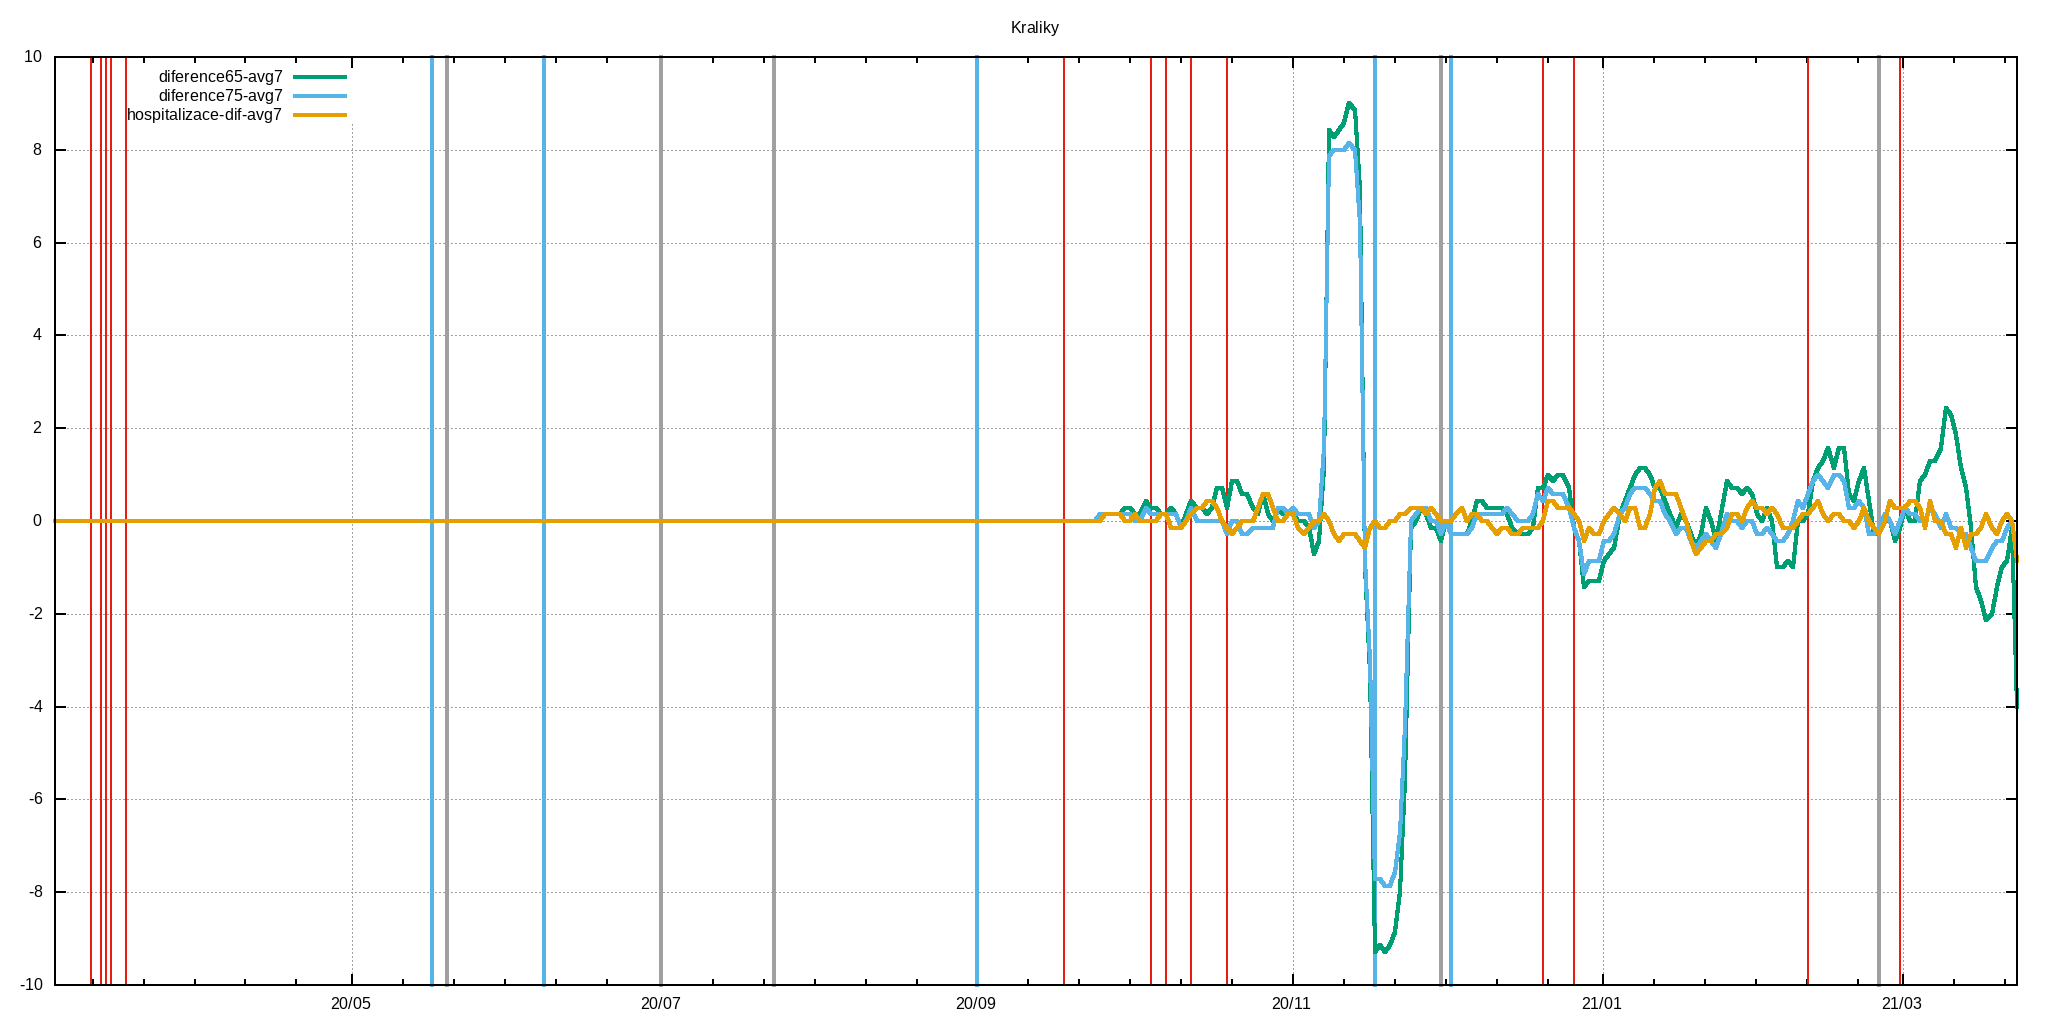 Kraliky
diference65-avg7
diference75-avg7
hospitalizace-dif-avg7
10
8
6
4
2
0
-2
-4
-6
-8
-10
20/05 20/07 20/09 20/11 21/01 21/03